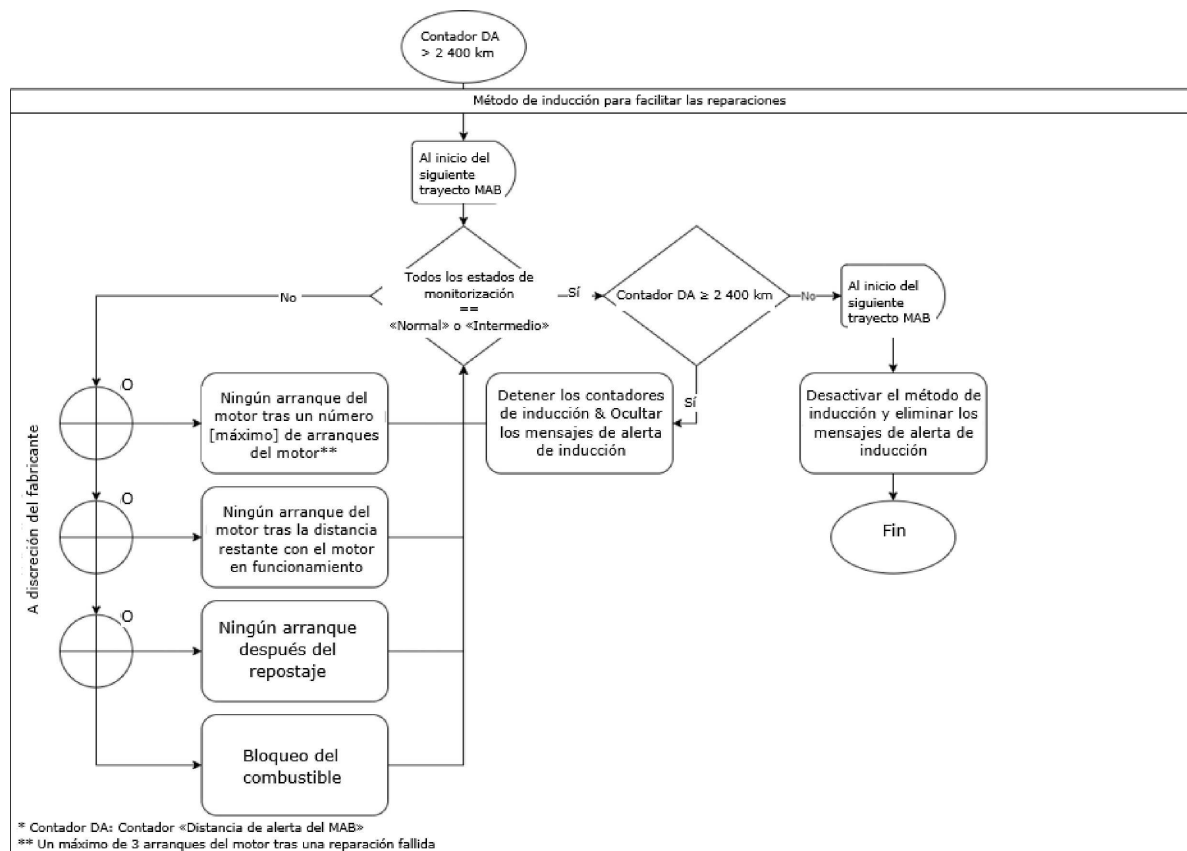 Contador DA
> 2 400 km
Método de inducción para facilitar las reparaciones
Al inicio del
siguiente
trayecto MAB
Todos los estados de
monitorización
==
«Normal» o «Intermedio»
No
Sí
Contador DA ≥ 2 400 km
No
Al inicio del
siguiente
trayecto MAB
Sí
A discreción del fabricante
O
Ningún arranque del
motor tras un número
[máximo] de arranques
del motor**
Detener los contadores
de inducción & Ocultar
los mensajes de alerta
de inducción
Desactivar el método de
inducción y eliminar los
mensajes de alerta de
inducción
O
Ningún arranque del
motor tras la distancia
restante con el motor
en funcionamiento
Fin
O
Ningún arranque
después del
repostaje
Bloqueo del
combustible
* Contador DA: Contador «Distancia de alerta del MAB»
** Un máximo de 3 arranques del motor tras una reparación fallida